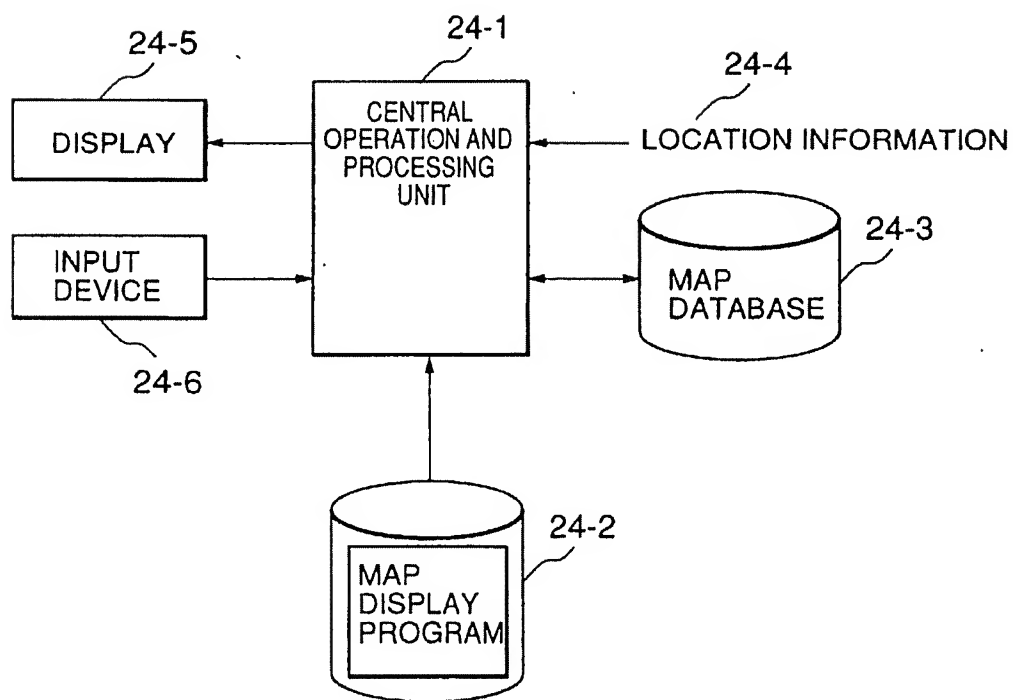 24-5
24-1
24-4
DISPLAY
CENTRAL
OPERATION AND
PROCESSING
UNIT
LOCATION INFORMATION
INPUT
DEVICE
24-3
MAP
DATABASE
24-6
24-2
MAP
DISPLAY
PROGRAM